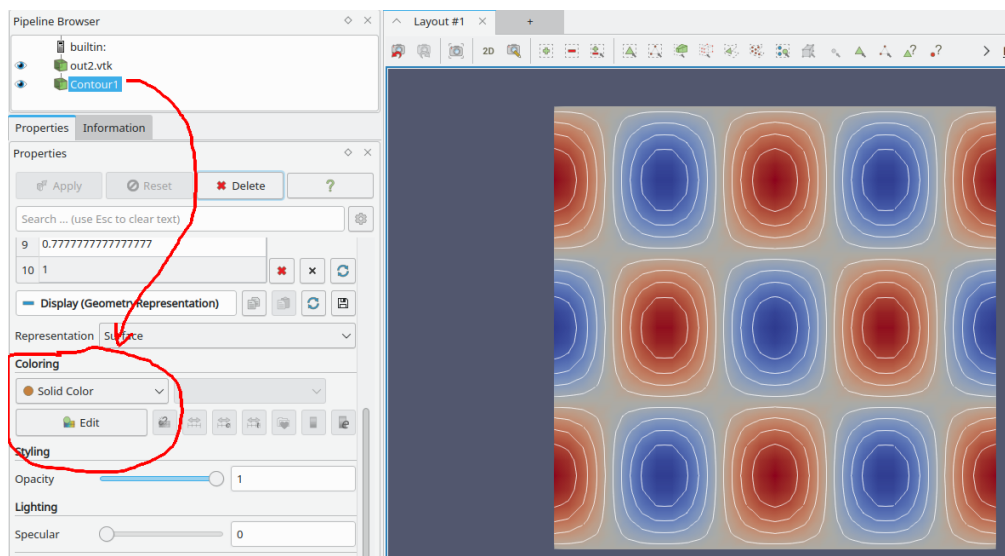 Pipeline Browser
builtin:
out2.vtk
Contour1
Properties Information
Properties
Apply Reset Delete ?
Search ... (use Esc to clear text)
9 0.7777777777777777
10 1
Display (Geometry Representation)
Representation Surface
Coloring
Solid Color
Edit
Styling
Opacity 1
Lighting
Specular 0
Layout #1 +
2D